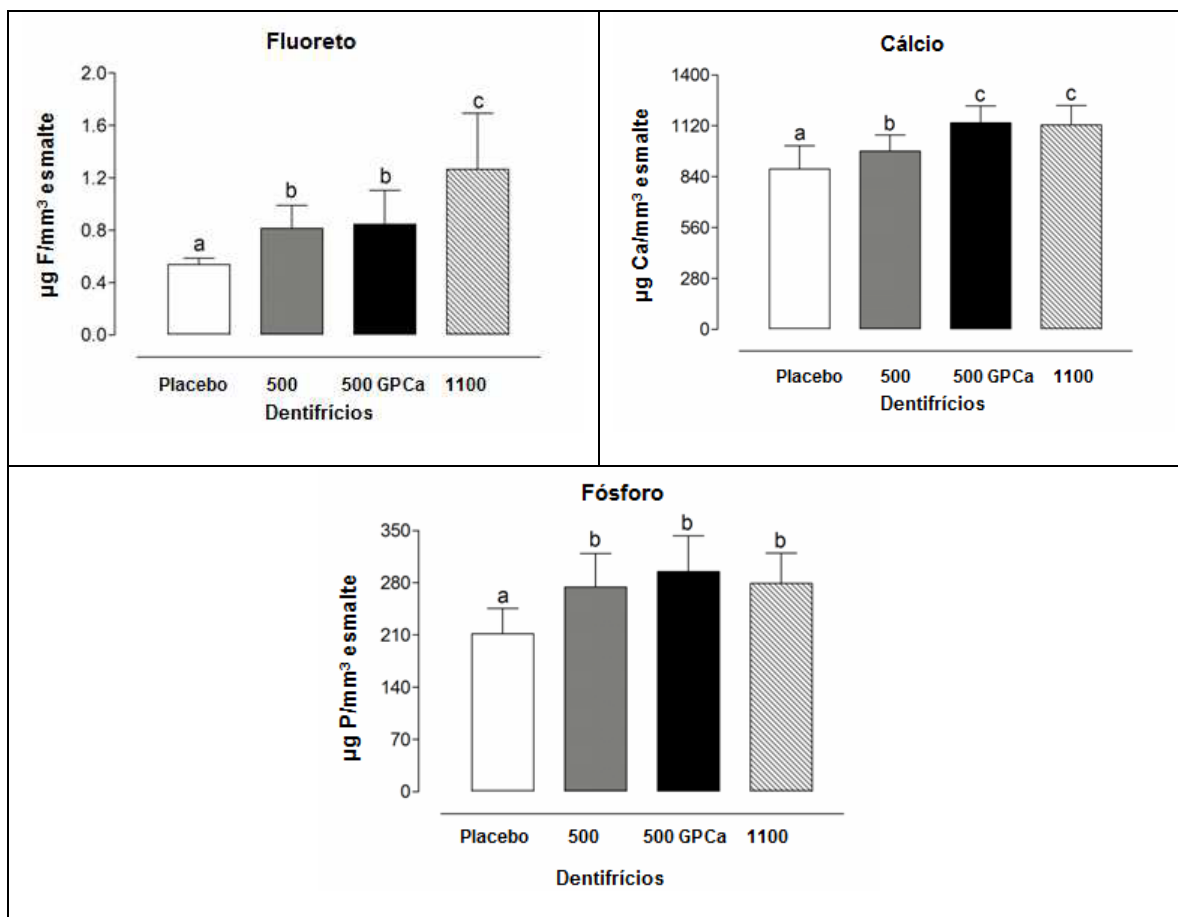 Fluoreto
µg F/mm³ esmalte
2.0
1.6
1.2
0.8
0.4
0.0
a
b
b
c
Placebo 500 500 GPCa 1100
Dentifrícios
Cálcio
µg Ca/mm³ esmalte
1400
1120
840
560
280
0
a
b
c
c
Placebo 500 500 GPCa 1100
Dentifrícios
Fósforo
µg P/mm³ esmalte
350
280
210
140
70
0
a
b
b
b
Placebo 500 500 GPCa 1100
Dentifrícios